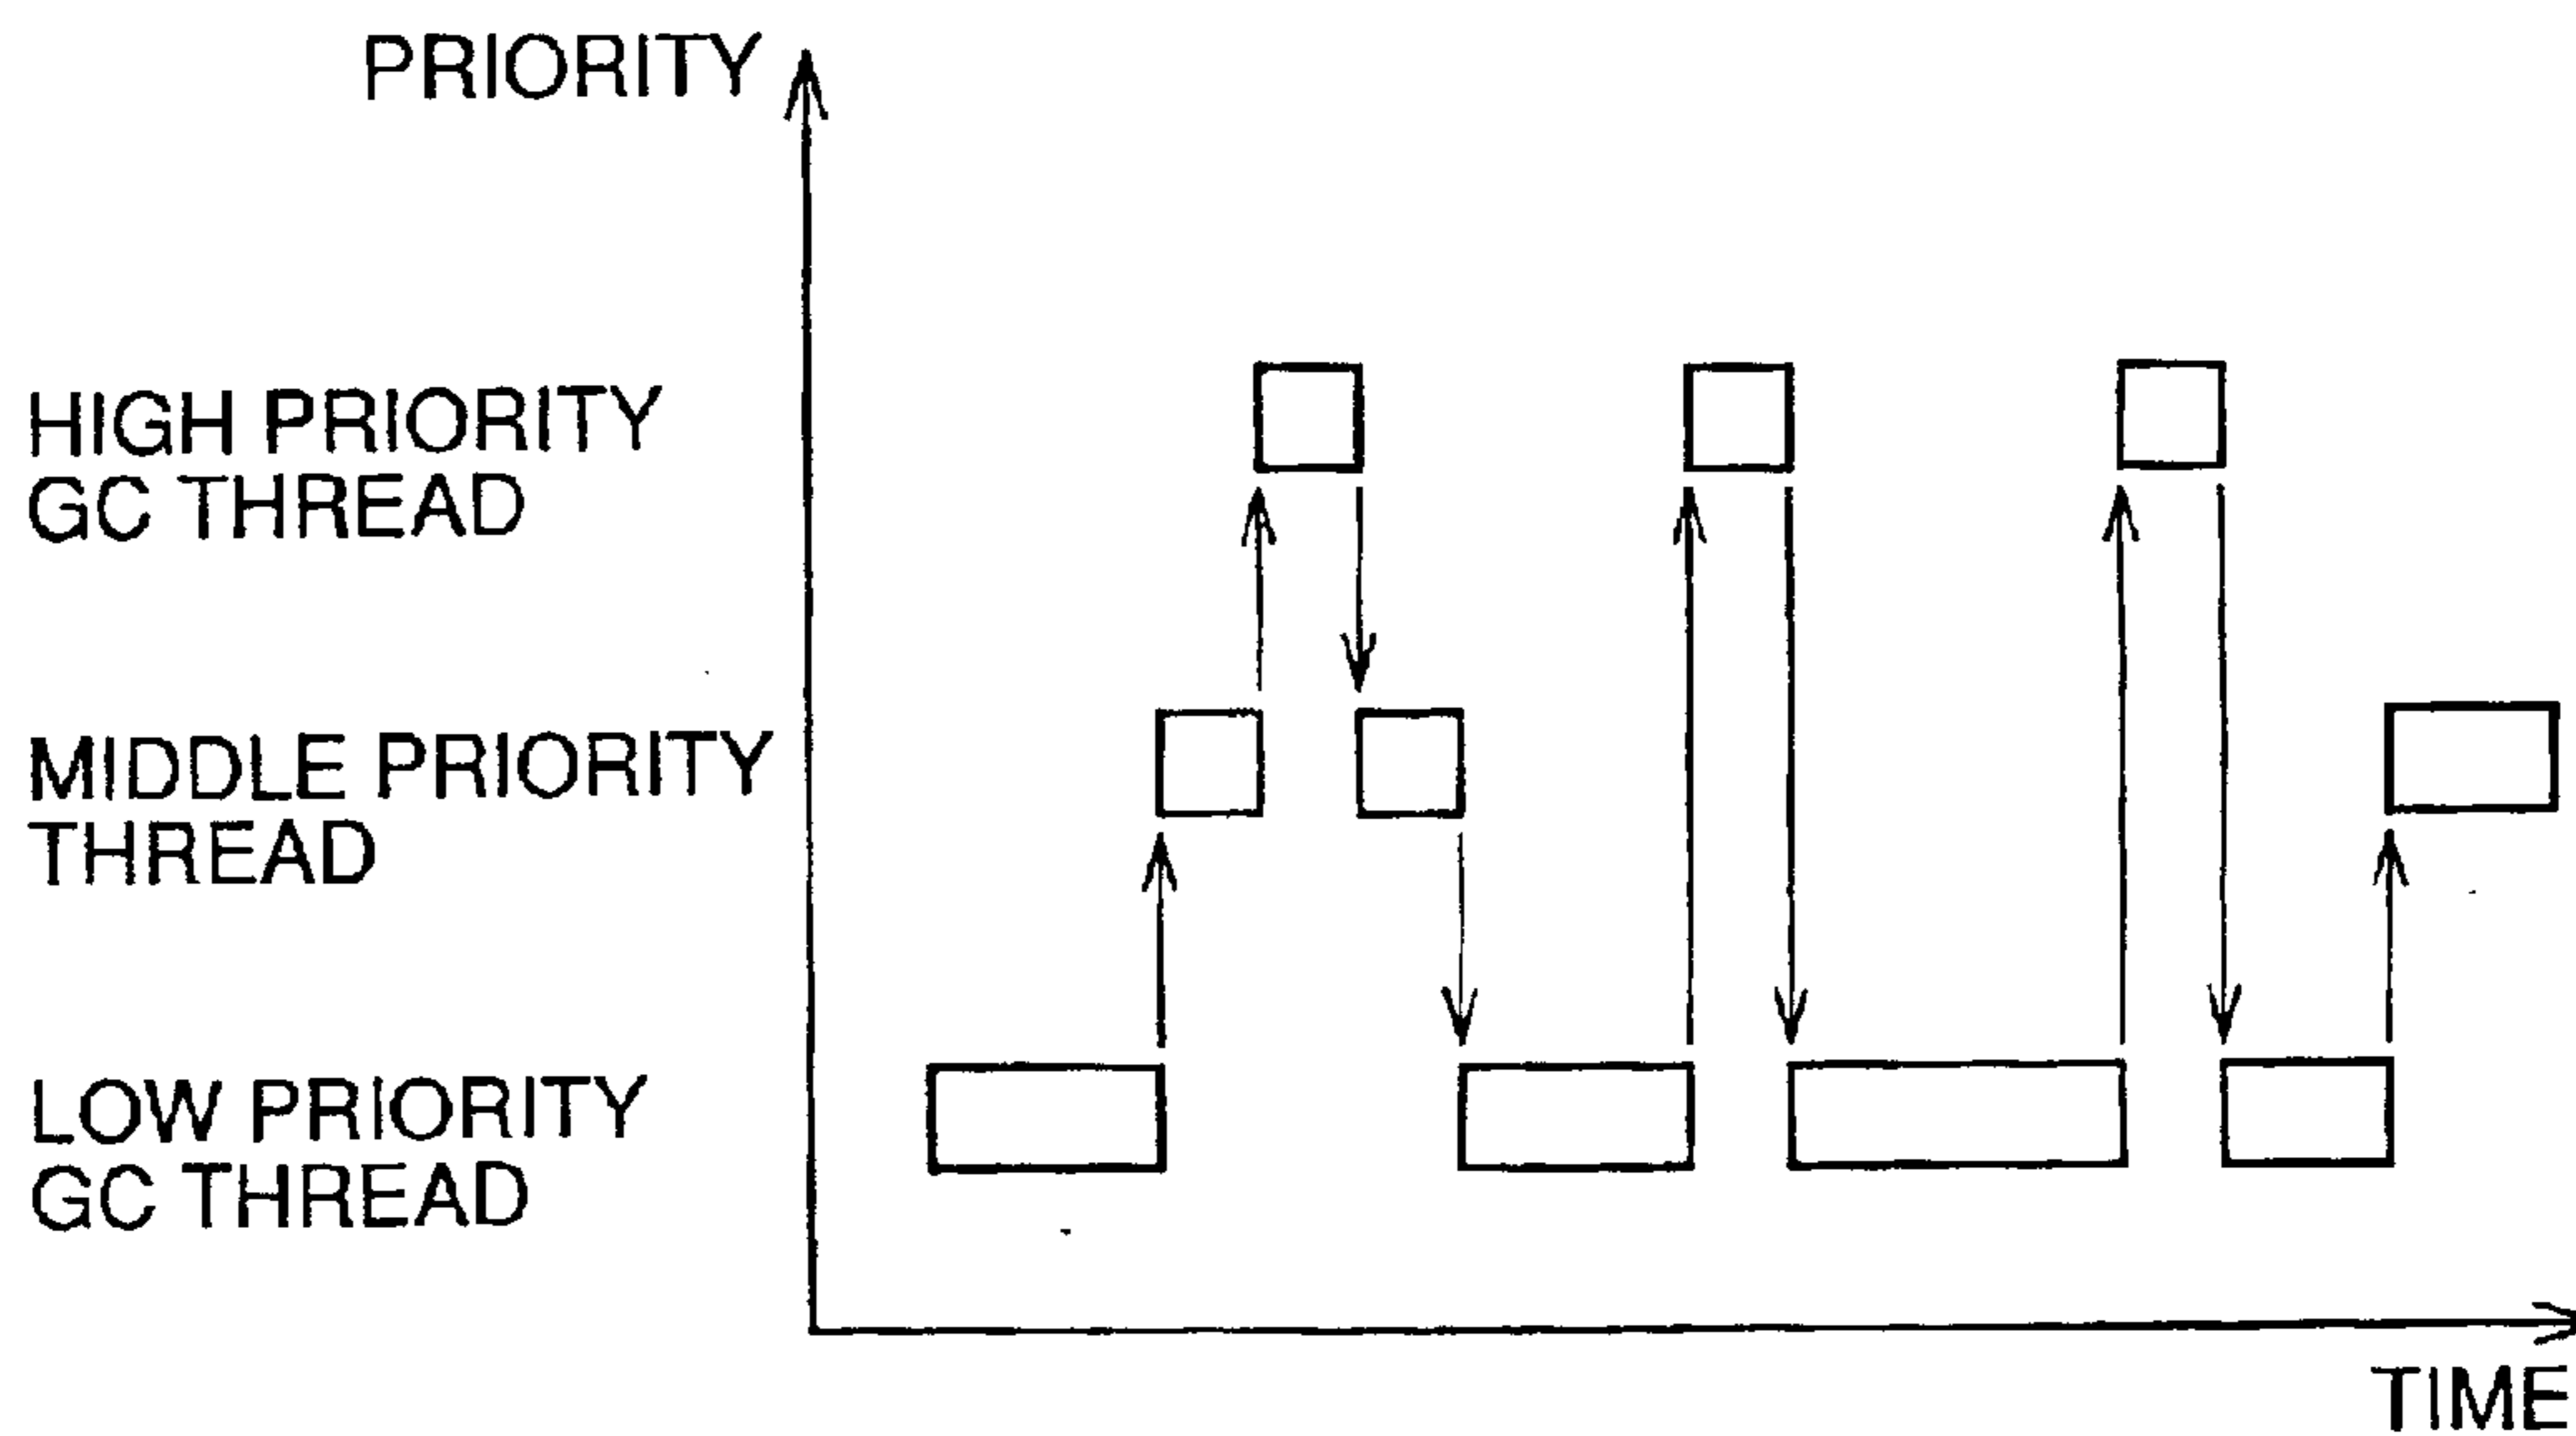 PRIORITY
HIGH PRIORITY
GC THREAD
MIDDLE PRIORITY
THREAD
LOW PRIORITY
GC THREAD
TIME